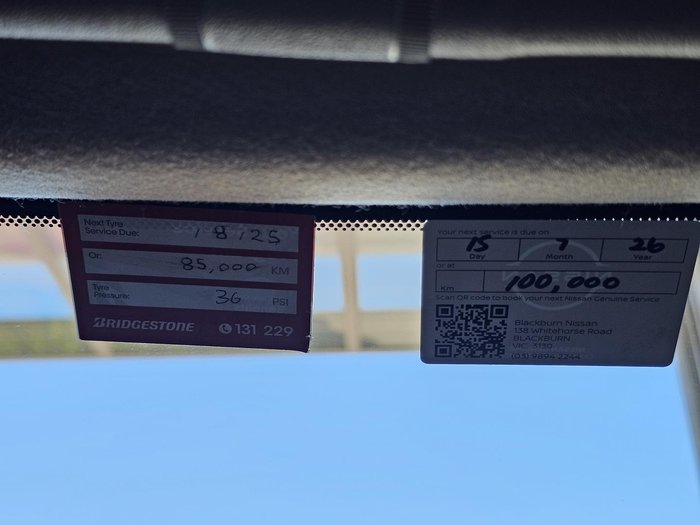 Next Tyre
Service Due: / 8 / 25
Or: 85,000 KM
Tyre
Pressure: 36 PSI
BRIDGESTONE 131 229
Your next service is due on
15 7 26
Day Month Year
or at
Km 100,000
Scan QR code to book your next Nissan Genuine Service
Blackburn Nissan
138 Whitehorse Road
BLACKBURN
VIC 3130
(03) 9894 2244